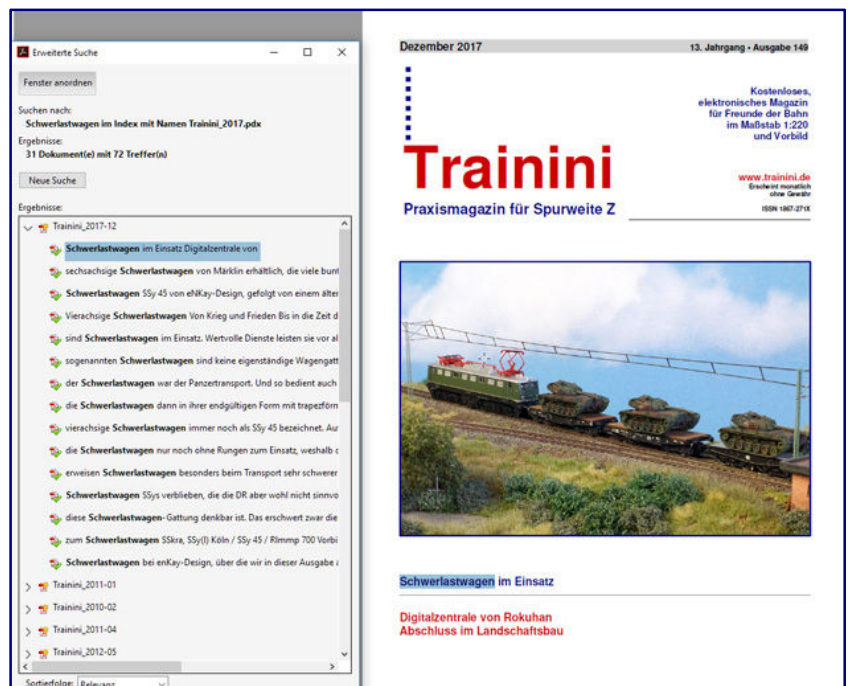 Erweiterte Suche
Fenster anordnen
Suchen nach:
Schwerlastwagen im Index mit Namen Trainini_2017.pdx
Ergebnisse:
31 Dokument(e) mit 72 Treffer(n)
Neue Suche
Ergebnisse:
Trainini_2017-12
Schwerlastwagen im Einsatz Digitalzentrale von
sechsachsige Schwerlastwagen von Märklin erhältlich, die viele bunt
Schwerlastwagen SSy 45 von eNKay-Design, gefolgt von einem älter
Vierachsige Schwerlastwagen Von Krieg und Frieden Bis in die Zeit d
sind Schwerlastwagen im Einsatz. Wertvolle Dienste leisten sie vor al
sogenannten Schwerlastwagen sind keine eigenständige Wagengatt
der Schwerlastwagen war der Panzertransport. Und so bedient auch
die Schwerlastwagen dann in ihrer endgültigen Form mit trapezförm
vierachsige Schwerlastwagen immer noch als SSy 45 bezeichnet. Au
die Schwerlastwagen nur noch ohne Rungen zum Einsatz, weshalb d
erweisen Schwerlastwagen besonders beim Transport sehr schwerer
Schwerlastwagen SSys verblieben, die die DR aber wohl nicht sinnvo
diese Schwerlastwagen-Gattung denkbar ist. Das erschwert zwar die
zum Schwerlastwagen SSkra, SSy(l) Köln / SSy 45 / Rlmmp 700 Vorbi
Schwerlastwagen bei enKay-Design, über die wir in dieser Ausgabe a
Trainini_2011-01
Trainini_2010-02
Trainini_2011-04
Trainini_2012-05
Sortierfolge: Relevanz
Dezember 2017
13. Jahrgang • Ausgabe 149
Kostenloses,
elektronisches Magazin
für Freunde der Bahn
im Maßstab 1:220
und Vorbild
Trainini
Praxismagazin für Spurweite Z
www.trainini.de
Erscheint monatlich
ohne Gewähr
ISSN 1867-271X
Schwerlastwagen im Einsatz
Digitalzentrale von Rokuhan
Abschluss im Landschaftsbau